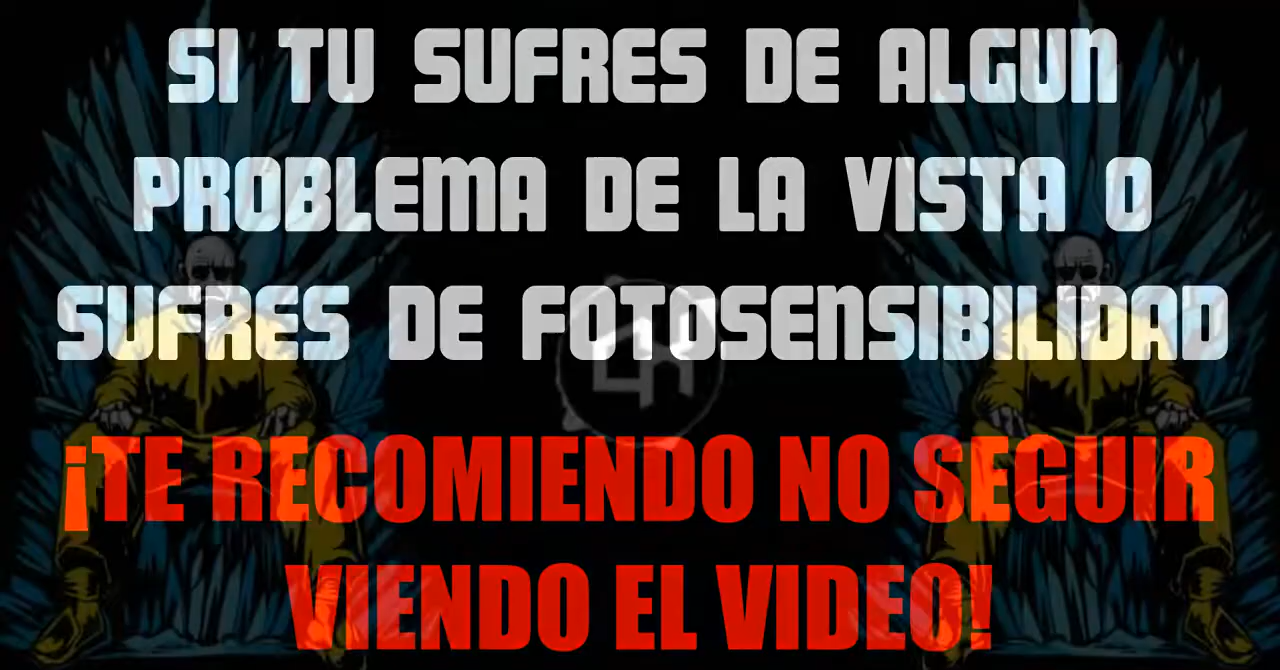 SI TU SUFRES DE ALGUN
PROBLEMA DE LA VISTA O
SUFRES DE FOTOSENSIBILIDAD
¡TE RECOMIENDO NO SEGUIR
VIENDO EL VIDEO!